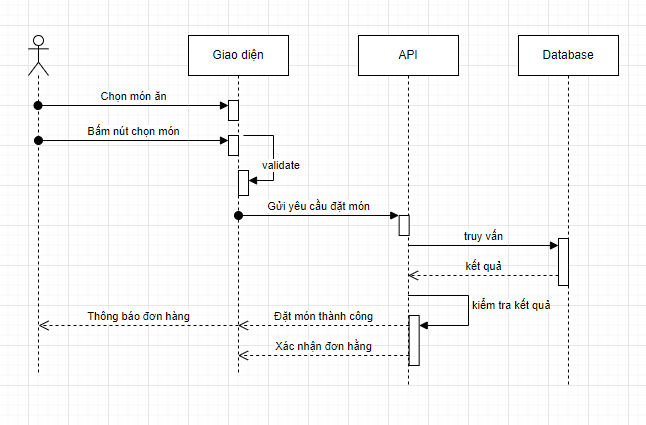 Giao diện
API
Database
Chọn món ăn
Bấm nút chọn món
validate
Gửi yêu cầu đặt món
truy vấn
kết quả
kiểm tra kết quả
Thông báo đơn hàng
Đặt món thành công
Xác nhận đơn hằng